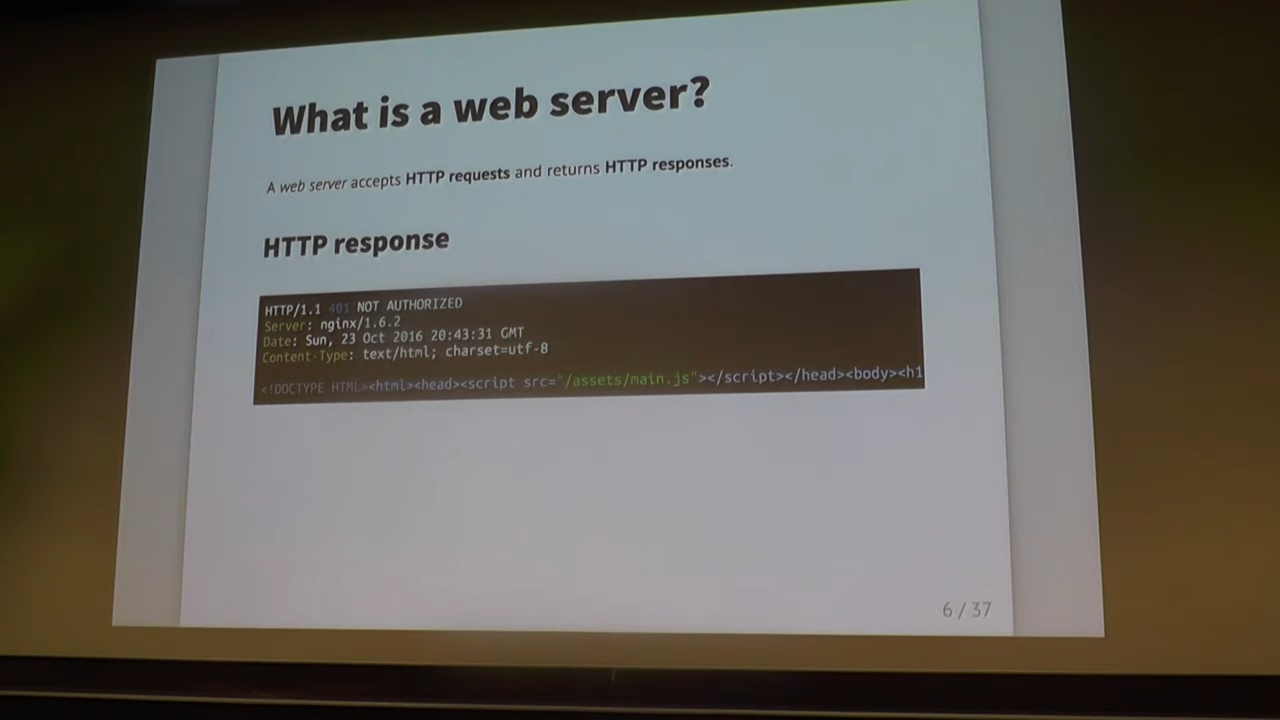 What is a web server?
A web server accepts HTTP requests and returns HTTP responses.
HTTP response
HTTP/1.1 401 NOT AUTHORIZED
Server: nginx/1.6.2
Date: Sun, 23 Oct 2016 20:43:31 GMT
Content-Type: text/html; charset=utf-8
<!DOCTYPE HTML><html><head><script src="/assets/main.js"></script></head><body><h1
6 / 37